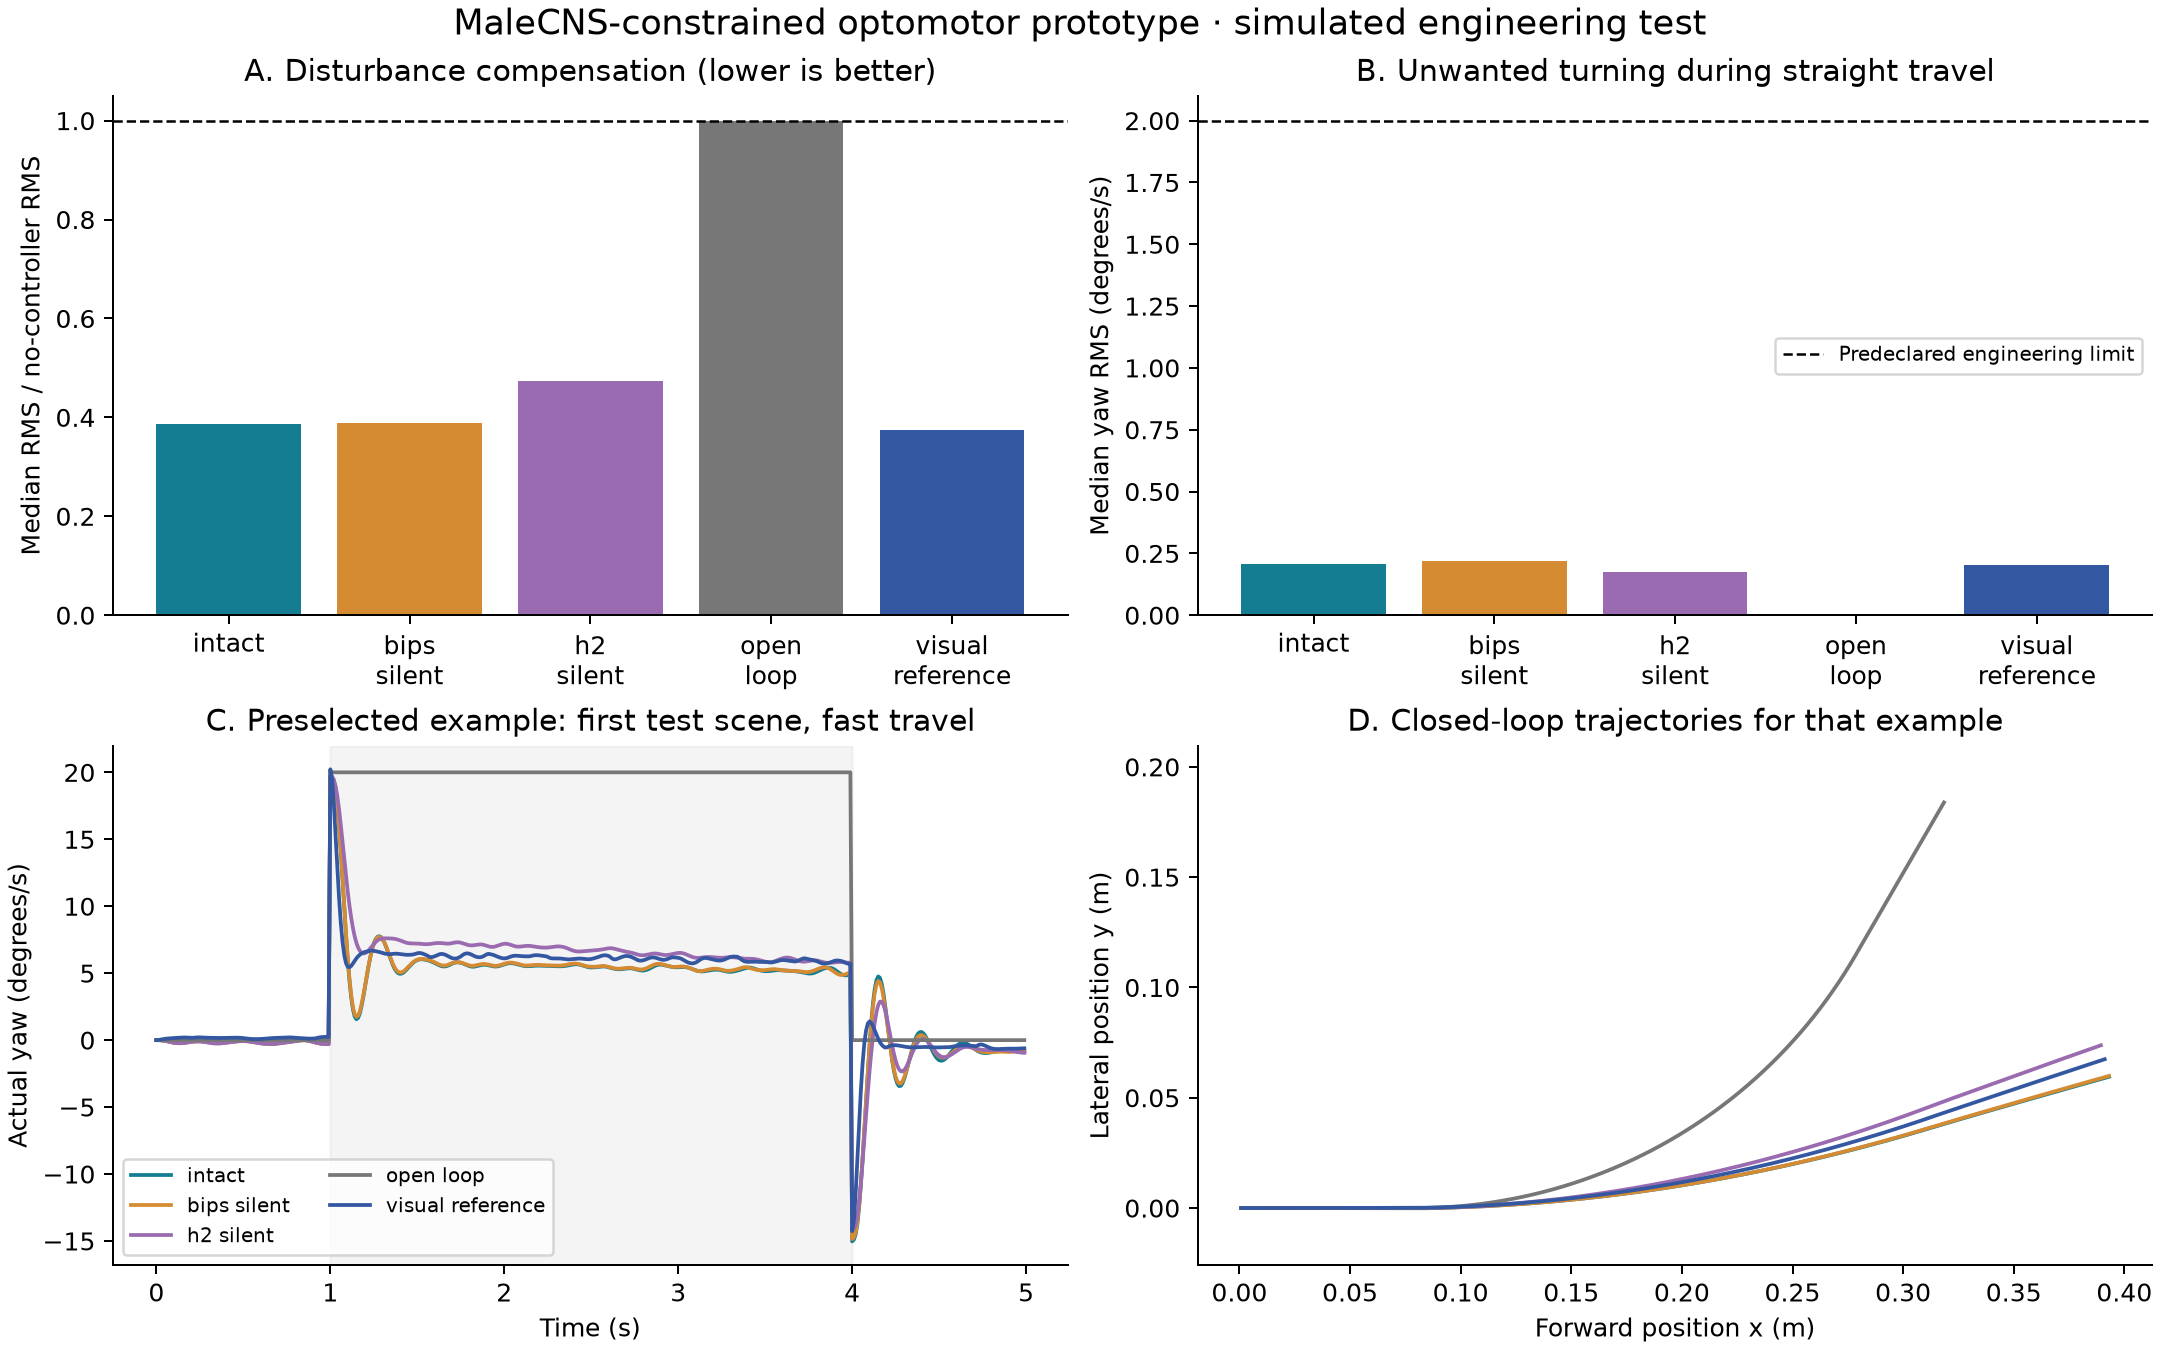 MaleCNS-constrained optomotor prototype · simulated engineering test
A. Disturbance compensation (lower is better)
Median RMS / no-controller RMS
1.0
0.8
0.6
0.4
0.2
0.0
intact
bips
silent
h2
silent
open
loop
visual
reference
B. Unwanted turning during straight travel
Median yaw RMS (degrees/s)
2.00
1.75
1.50
1.25
1.00
0.75
0.50
0.25
0.00
Predeclared engineering limit
intact
bips
silent
h2
silent
open
loop
visual
reference
C. Preselected example: first test scene, fast travel
Actual yaw (degrees/s)
20
15
10
5
0
−5
−10
−15
intact
bips silent
h2 silent
open loop
visual reference
0 1 2 3 4 5
Time (s)
D. Closed-loop trajectories for that example
Lateral position y (m)
0.20
0.15
0.10
0.05
0.00
0.00 0.05 0.10 0.15 0.20 0.25 0.30 0.35 0.40
Forward position x (m)